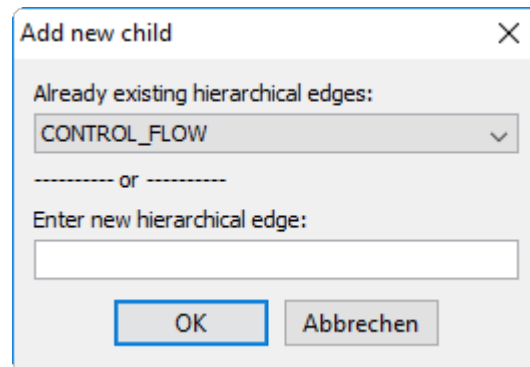 Add new child
Already existing hierarchical edges:
CONTROL_FLOW
---------- or ----------
Enter new hierarchical edge:
OK Abbrechen